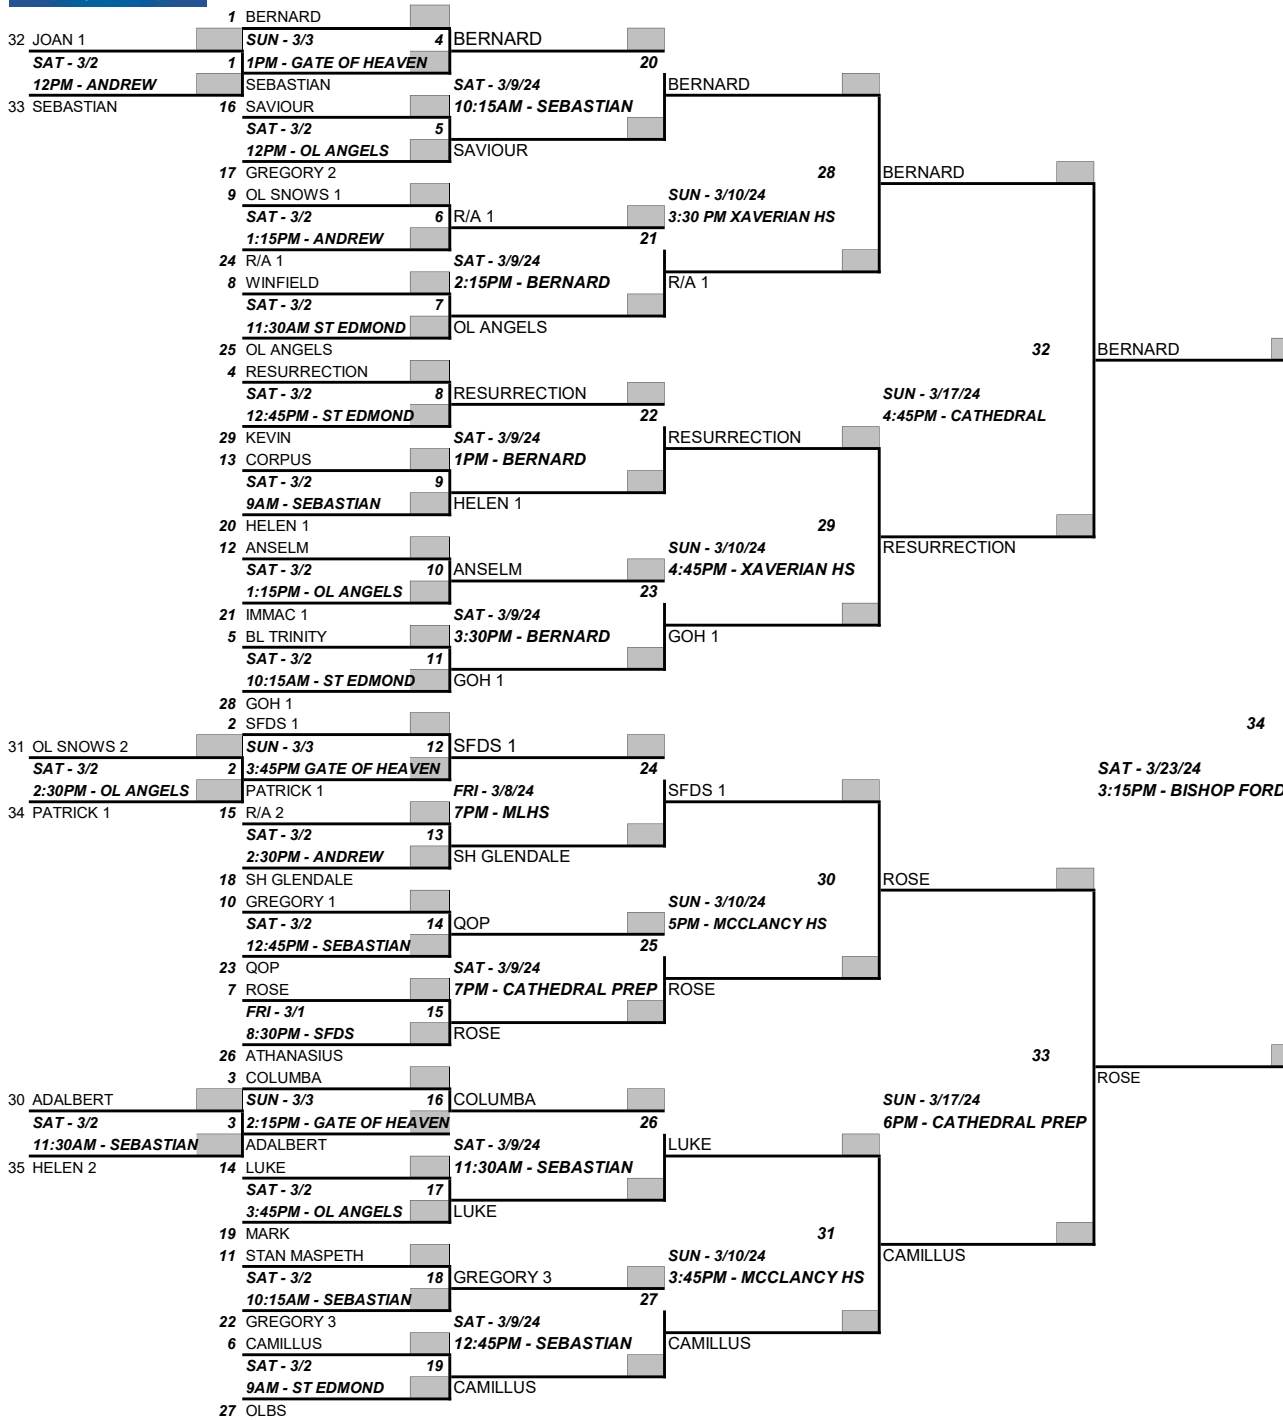 1 BERNARD
32 JOAN 1
SUN - 3/3 4 BERNARD
SAT - 3/2 1 1PM - GATE OF HEAVEN 20
12PM - ANDREW SEBASTIAN SAT - 3/9/24 BERNARD
33 SEBASTIAN 16 SAVIOUR 10:15AM - SEBASTIAN
SAT - 3/2 5
12PM - OL ANGELS SAVIOUR
17 GREGORY 2 28 BERNARD
9 OL SNOWS 1 SUN - 3/10/24
SAT - 3/2 6 R/A 1 3:30 PM XAVERIAN HS
1:15PM - ANDREW 21
24 R/A 1 SAT - 3/9/24
8 WINFIELD 2:15PM - BERNARD R/A 1
SAT - 3/2 7
11:30AM ST EDMOND OL ANGELS
25 OL ANGELS 32 BERNARD
4 RESURRECTION
SAT - 3/2 8 RESURRECTION SUN - 3/17/24
12:45PM - ST EDMOND 22 4:45PM - CATHEDRAL
29 KEVIN SAT - 3/9/24 RESURRECTION
13 CORPUS 1PM - BERNARD
SAT - 3/2 9
9AM - SEBASTIAN HELEN 1
20 HELEN 1 29
12 ANSELM SUN - 3/10/24 RESURRECTION
SAT - 3/2 10 ANSELM 4:45PM - XAVERIAN HS
1:15PM - OL ANGELS 23
21 IMMAC 1 SAT - 3/9/24
5 BL TRINITY 3:30PM - BERNARD GOH 1
SAT - 3/2 11
10:15AM - ST EDMOND GOH 1
28 GOH 1
2 SFDS 1 34
31 OL SNOWS 2 SUN - 3/3 12 SFDS 1
SAT - 3/2 2 3:45PM GATE OF HEAVEN 24 SAT - 3/23/24
2:30PM - OL ANGELS PATRICK 1 FRI - 3/8/24 SFDS 1 3:15PM - BISHOP FORD
34 PATRICK 1 15 R/A 2 7PM - MLHS
SAT - 3/2 13
2:30PM - ANDREW SH GLENDALE
18 SH GLENDALE 30 ROSE
10 GREGORY 1 SUN - 3/10/24
SAT - 3/2 14 QOP 5PM - MCCLANCY HS
12:45PM - SEBASTIAN 25
23 QOP SAT - 3/9/24
7 ROSE 7PM - CATHEDRAL PREP ROSE
FRI - 3/1 15
8:30PM - SFDS ROSE
26 ATHANASIUS 33
3 COLUMBA ROSE
30 ADALBERT SUN - 3/3 16 COLUMBA SUN - 3/17/24
SAT - 3/2 3 2:15PM - GATE OF HEAVEN 26 6PM - CATHEDRAL PREP
11:30AM - SEBASTIAN ADALBERT SAT - 3/9/24 LUKE
35 HELEN 2 14 LUKE 11:30AM - SEBASTIAN
SAT - 3/2 17
3:45PM - OL ANGELS LUKE
19 MARK 31
11 STAN MASPETH SUN - 3/10/24 CAMILLUS
SAT - 3/2 18 GREGORY 3 3:45PM - MCCLANCY HS
10:15AM - SEBASTIAN 27
22 GREGORY 3 SAT - 3/9/24
6 CAMILLUS 12:45PM - SEBASTIAN CAMILLUS
SAT - 3/2 19
9AM - ST EDMOND CAMILLUS
27 OLBS